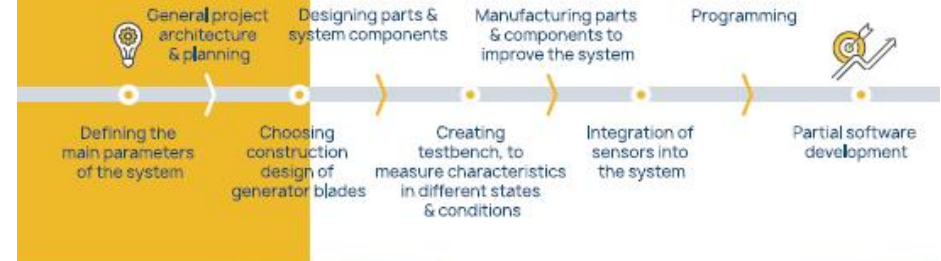 General project
architecture
& planning
Designing parts &
system components
Manufacturing parts
& components to
improve the system
Programming
Defining the
main parameters
of the system
Choosing
construction
design of
generator blades
Creating
testbench, to
measure characteristics
in different states
& conditions
Integration of
sensors into
the system
Partial software
development